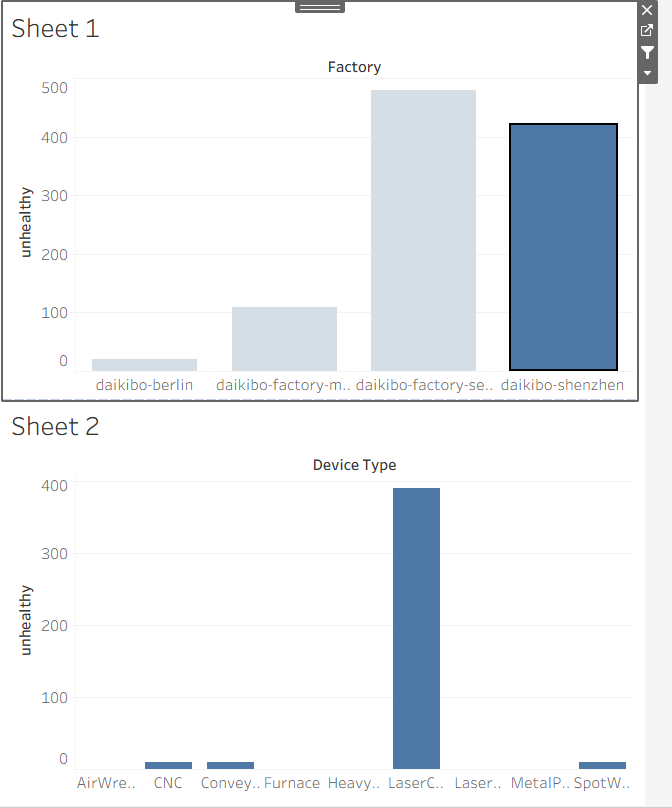 Sheet 1
Factory
500
400
300
200
100
0
unhealthy
daikibo-berlin daikibo-factory-m.. daikibo-factory-se.. daikibo-shenzhen
Sheet 2
Device Type
400
300
200
100
0
unhealthy
AirWre.. CNC Convey.. Furnace Heavy.. LaserC.. Laser.. MetalP.. SpotW..